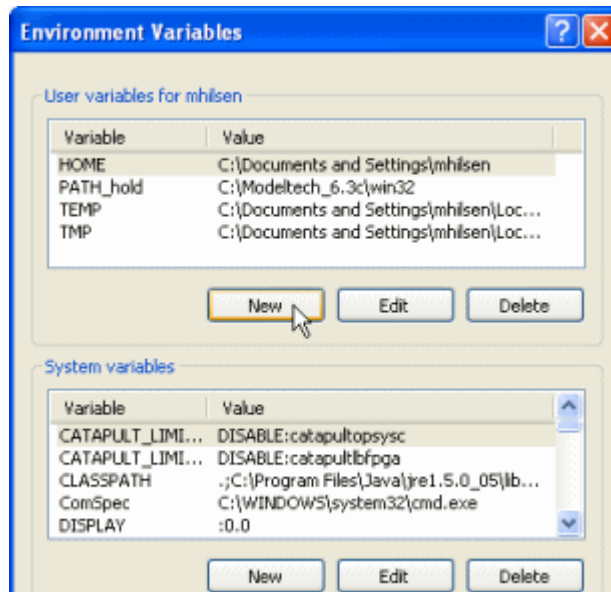 Environment Variables
User variables for mhilsen
Variable Value
HOME C:\Documents and Settings\mhilsen
PATH_hold C:\Modeltech_6.3c\win32
TEMP C:\Documents and Settings\mhilsen\Loc...
TMP C:\Documents and Settings\mhilsen\Loc...
New Edit Delete
System variables
Variable Value
CATAPULT_LIMI... DISABLE:catapultopsysc
CATAPULT_LIMI... DISABLE:catapultlbfpga
CLASSPATH .;C:\Program Files\Java\jre1.5.0_05\lib...
ComSpec C:\WINDOWS\system32\cmd.exe
DISPLAY :0.0
New Edit Delete